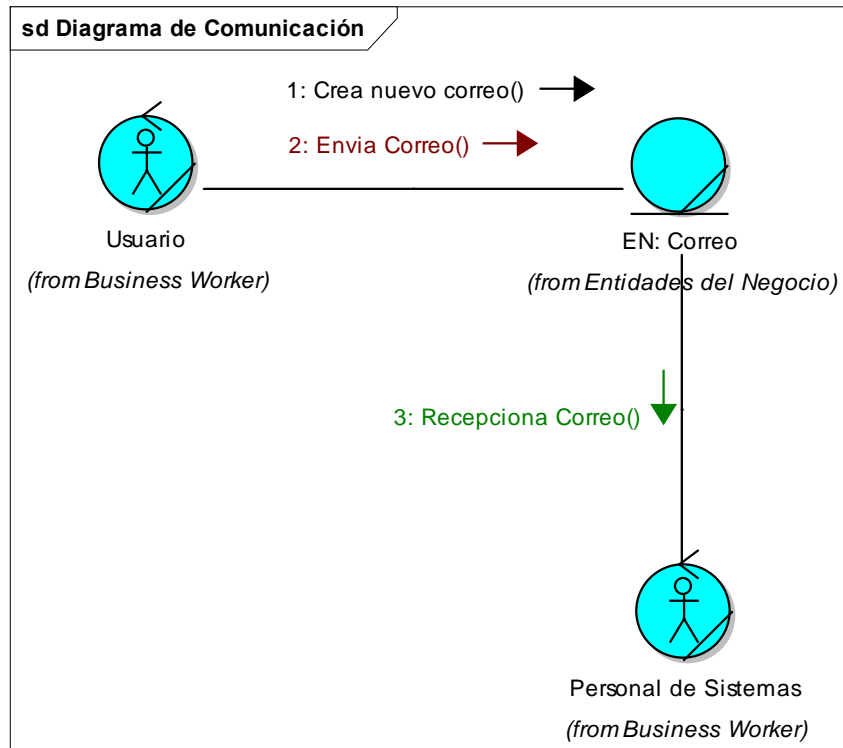 sd Diagrama de Comunicación
1: Crea nuevo correo()
2: Envia Correo()
Usuario
(from Business Worker)
EN: Correo
(from Entidades del Negocio)
3: Recepciona Correo()
Personal de Sistemas
(from Business Worker)